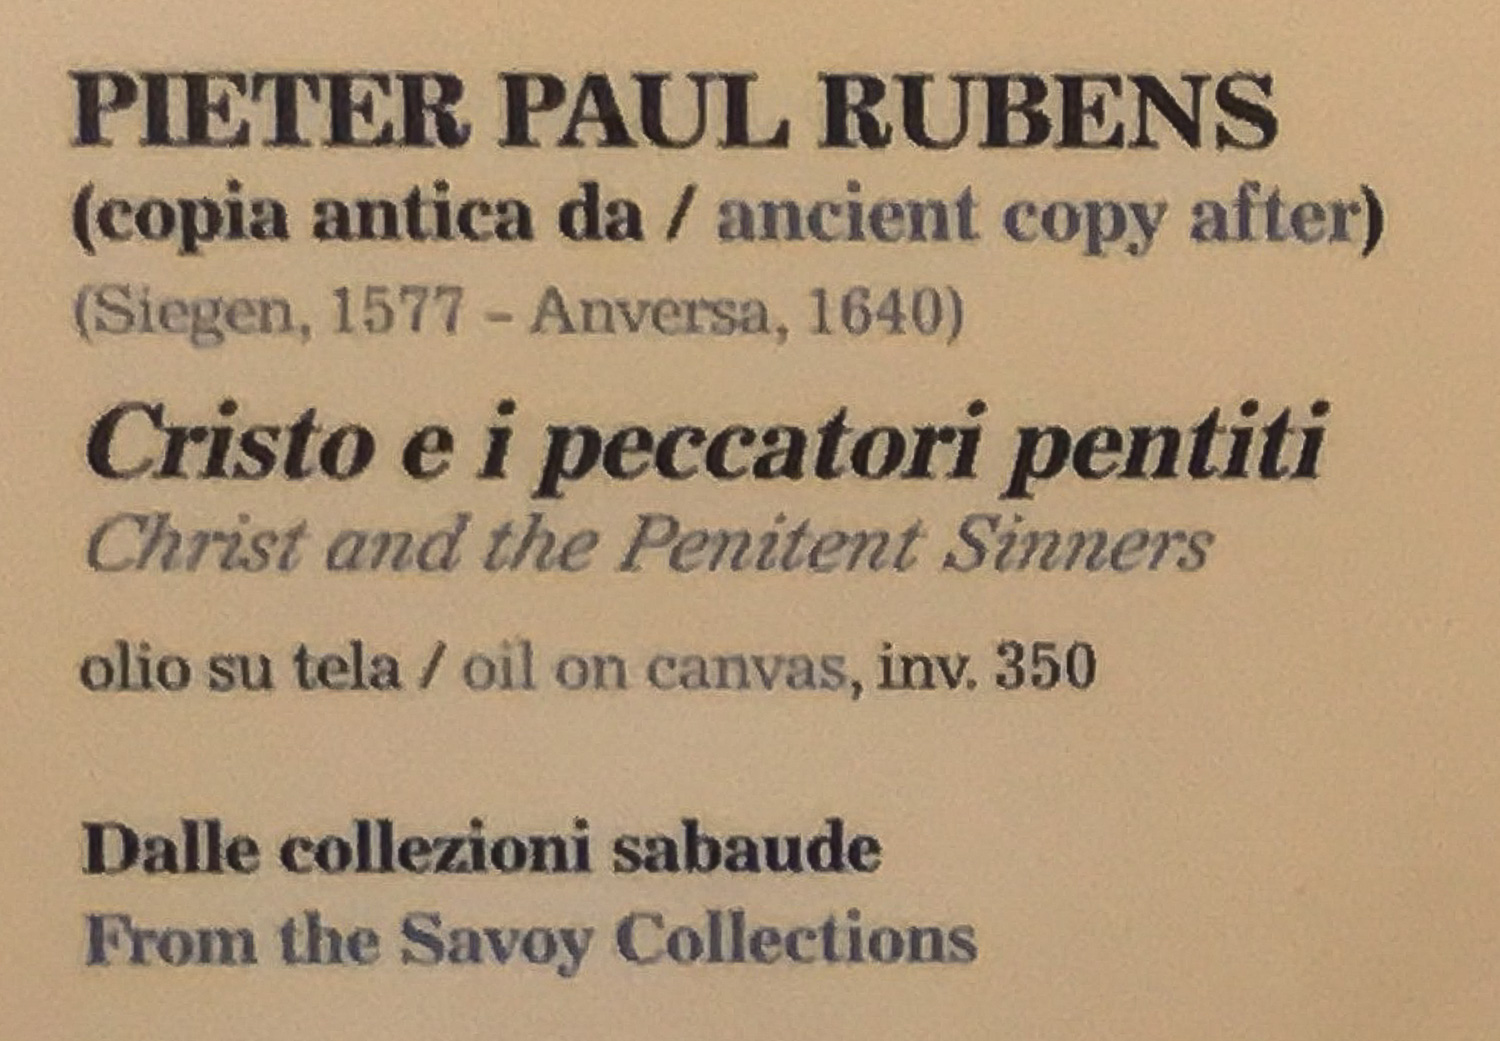 PIETER PAUL RUBENS
(copia antica da / ancient copy after)
(Siegen, 1577 – Anversa, 1640)
Cristo e i peccatori pentiti
Christ and the Penitent Sinners
olio su tela / oil on canvas, inv. 350
Dalle collezioni sabaude
From the Savoy Collections